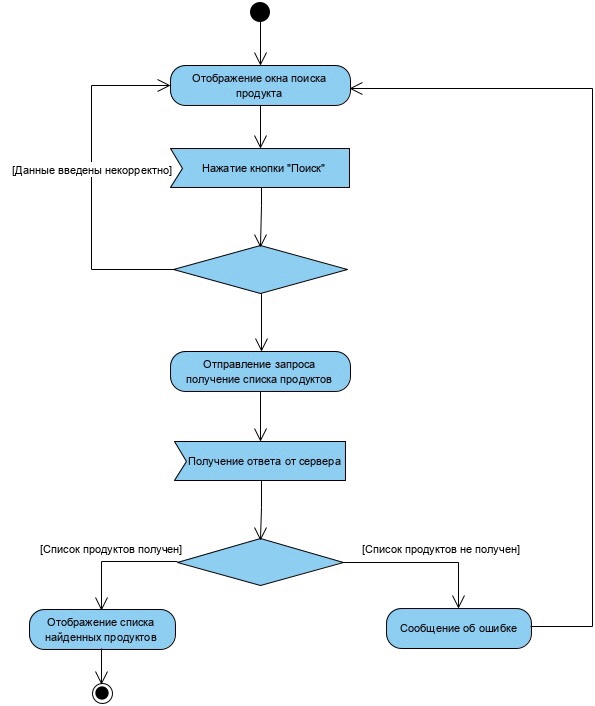 Отображение окна поиска
продукта
Нажатие кнопки "Поиск"
[Данные введены некорректно]
Отправление запроса
получение списка продуктов
Получение ответа от сервера
[Список продуктов получен]
[Список продуктов не получен]
Отображение списка
найденных продуктов
Сообщение об ошибке